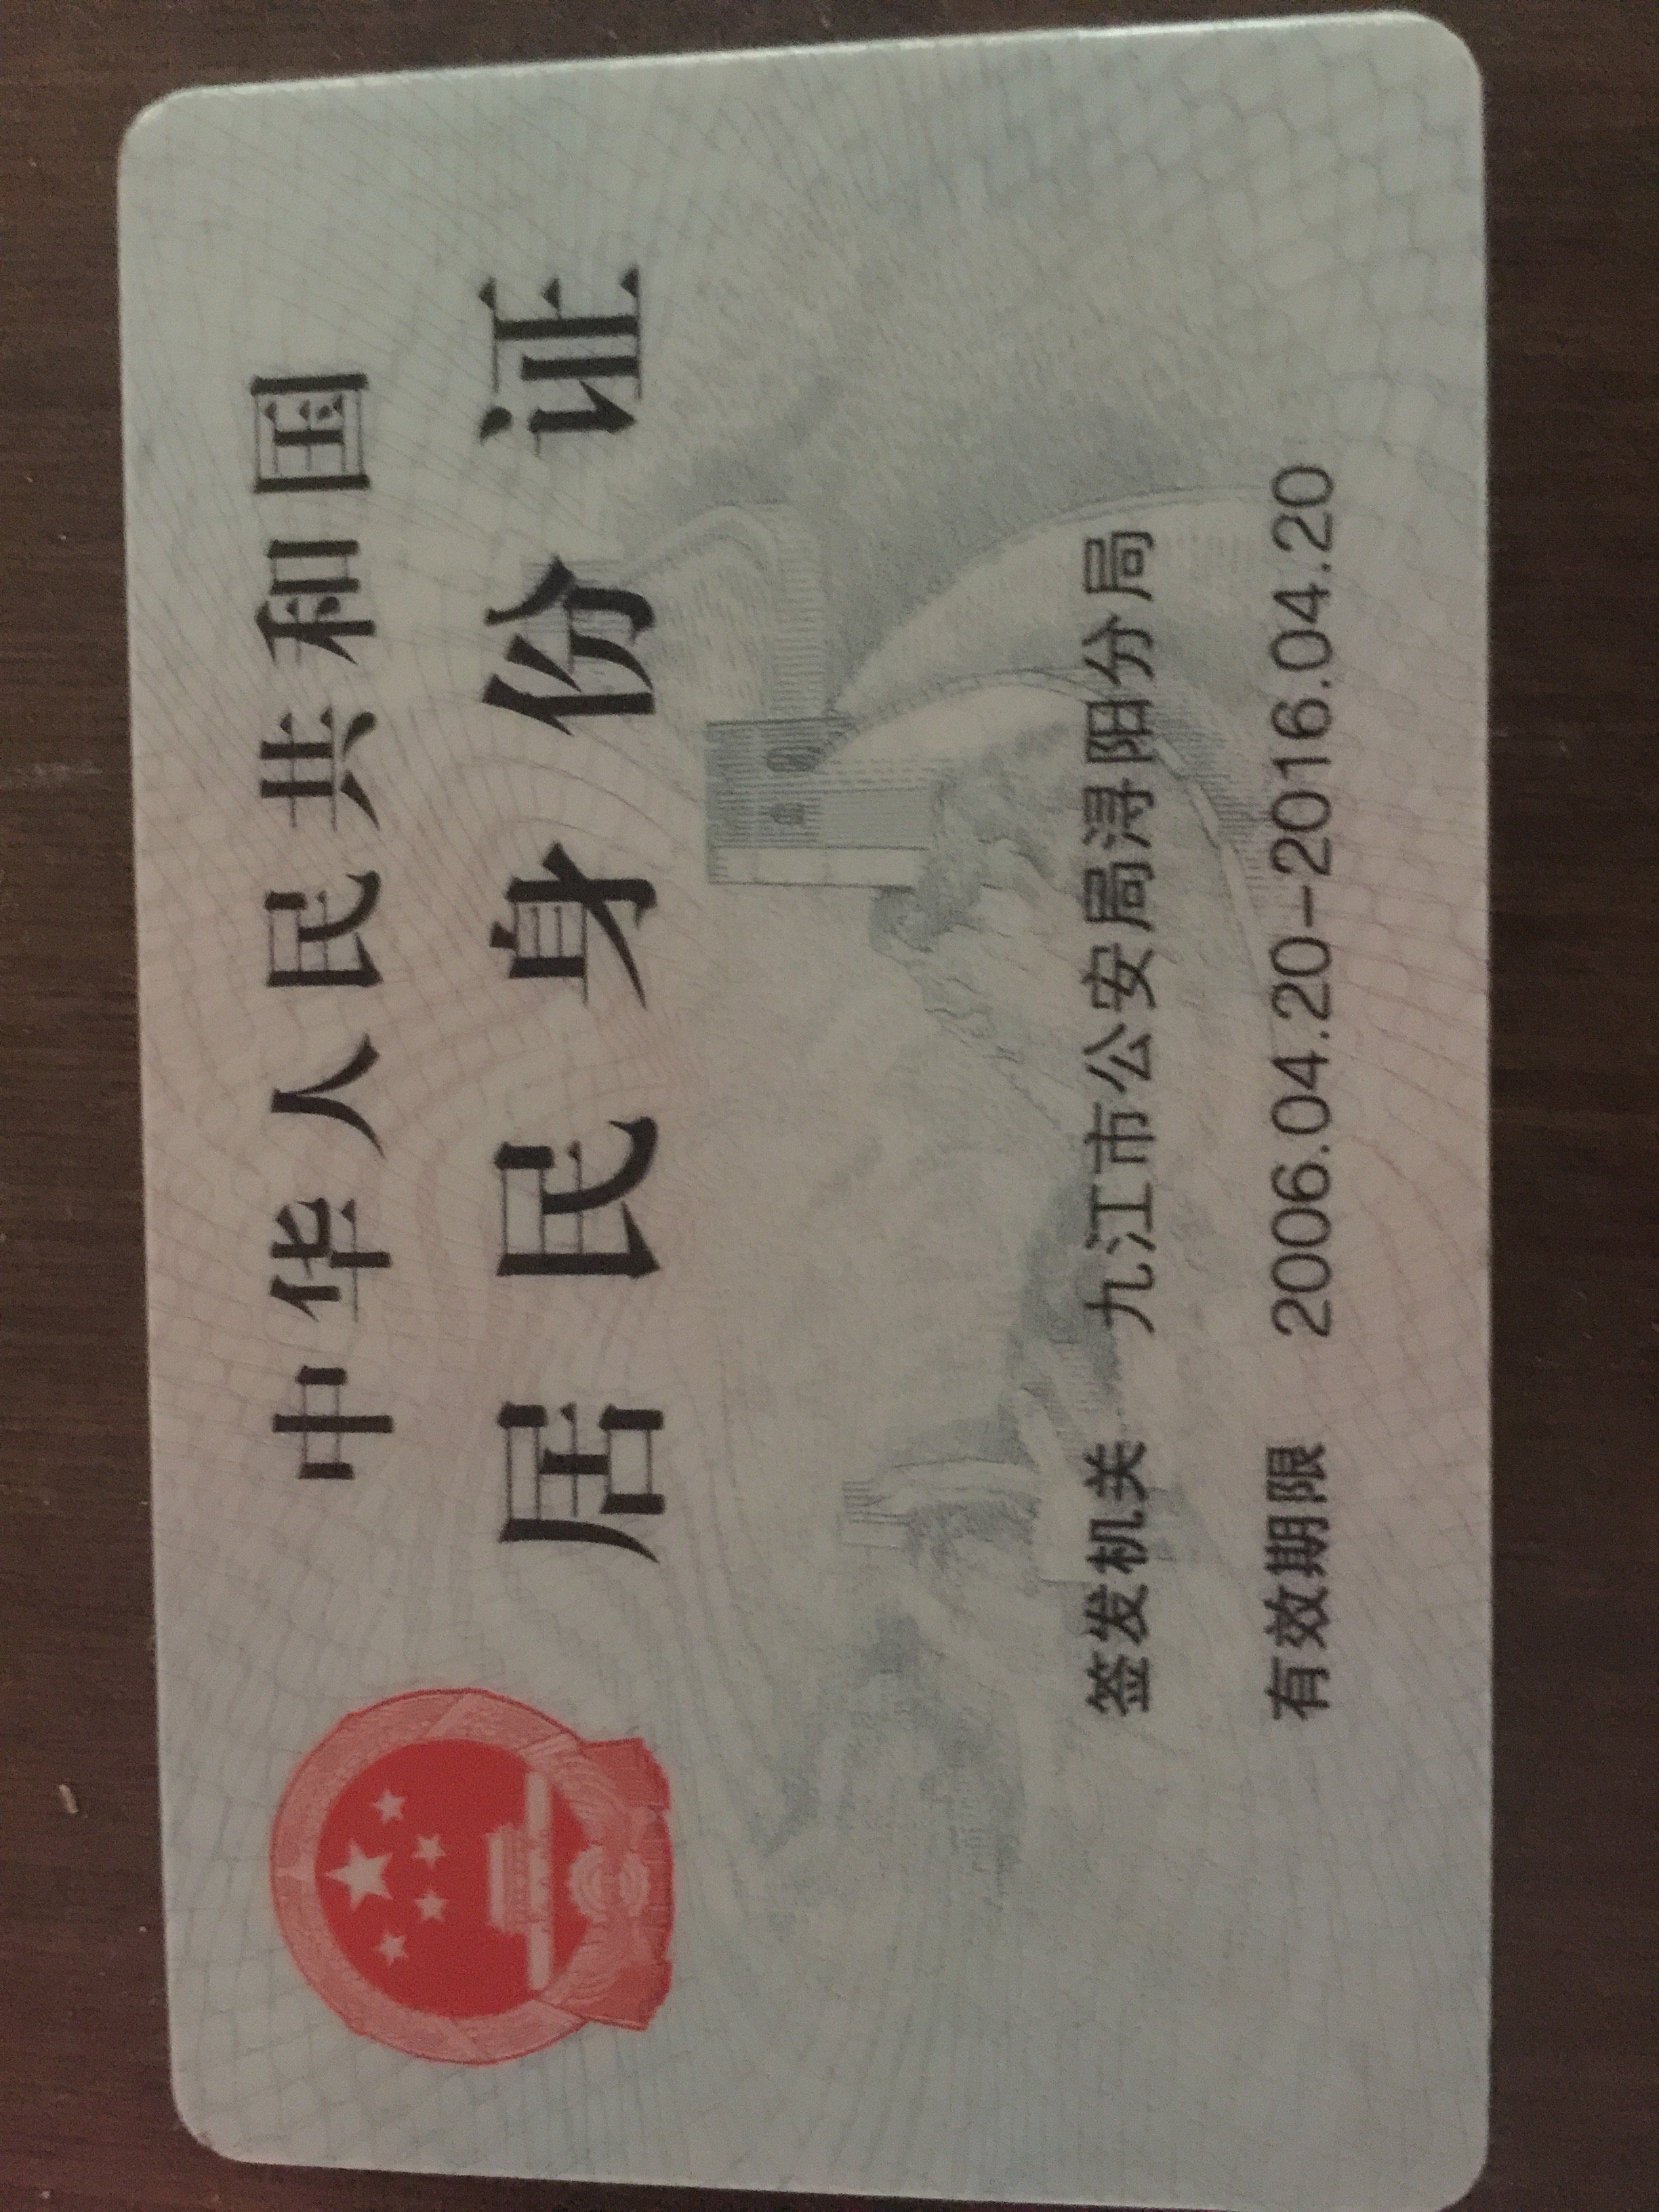 中华人民共和国
居民身份证
签发机关 九江市公安局浔阳分局
有效期限 2006.04.20-2016.04.20